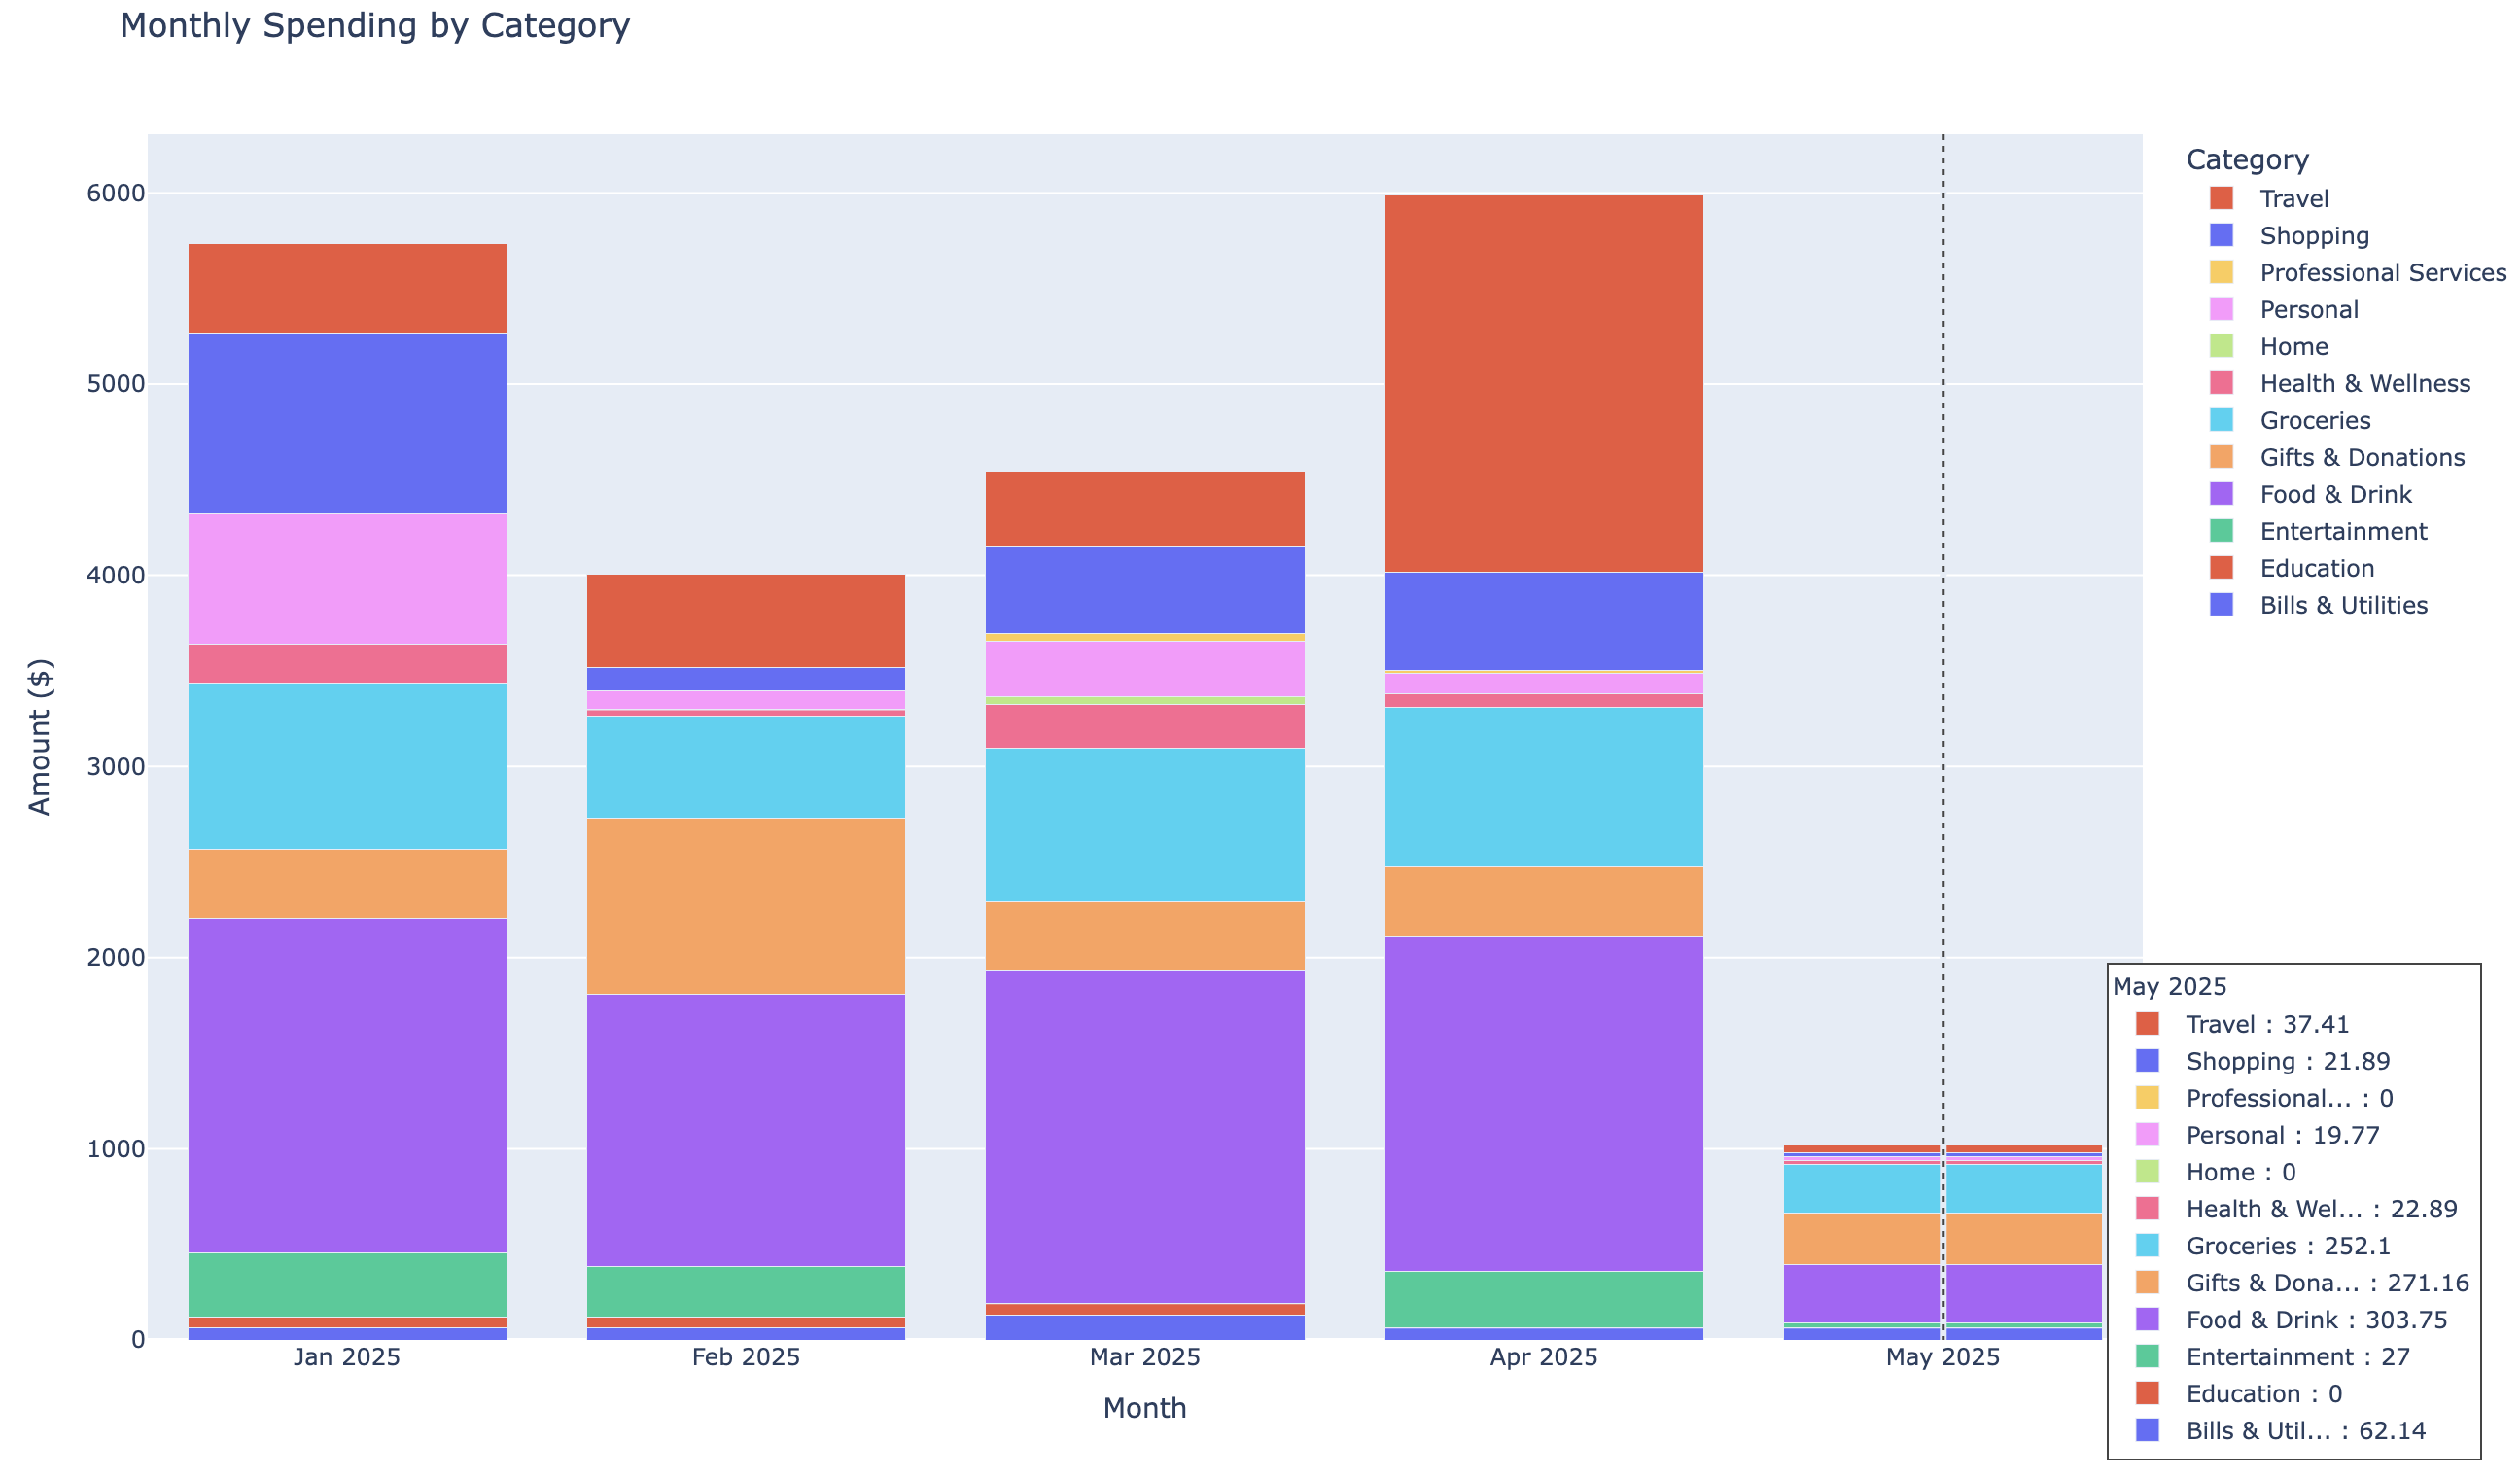 Monthly Spending by Category
Amount ($)
6000
5000
4000
3000
2000
1000
0
Jan 2025
Feb 2025
Mar 2025
Apr 2025
May 2025
Month
Category
Travel
Shopping
Professional Services
Personal
Home
Health & Wellness
Groceries
Gifts & Donations
Food & Drink
Entertainment
Education
Bills & Utilities
May 2025
Travel : 37.41
Shopping : 21.89
Professional... : 0
Personal : 19.77
Home : 0
Health & Wel... : 22.89
Groceries : 252.1
Gifts & Dona... : 271.16
Food & Drink : 303.75
Entertainment : 27
Education : 0
Bills & Util... : 62.14